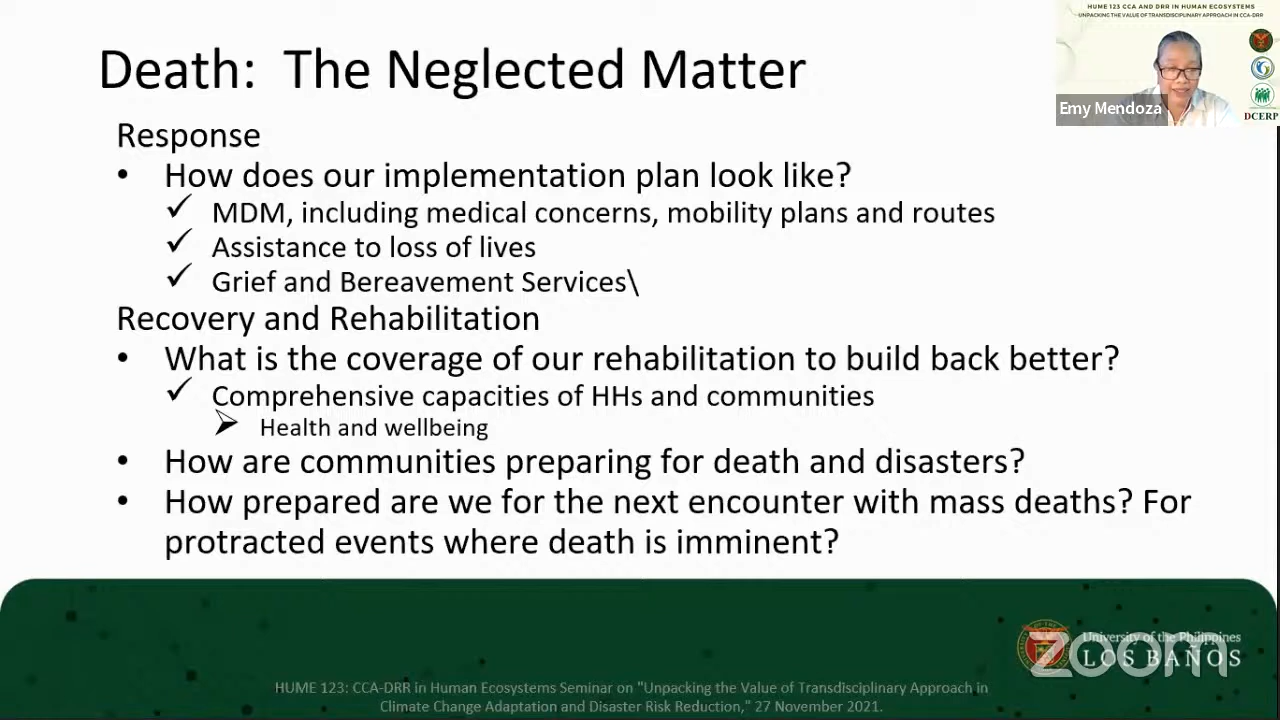 HUME 123 CCA AND DRR IN HUMAN ECOSYSTEMS
UNPACKING THE VALUE OF TRANSDISCIPLINARY APPROACH IN CCA-DRR
Emy Mendoza
DCERP
Death: The Neglected Matter
Response
• How does our implementation plan look like?
✓ MDM, including medical concerns, mobility plans and routes
✓ Assistance to loss of lives
✓ Grief and Bereavement Services\
Recovery and Rehabilitation
• What is the coverage of our rehabilitation to build back better?
✓ Comprehensive capacities of HHs and communities
➢ Health and wellbeing
• How are communities preparing for death and disasters?
• How prepared are we for the next encounter with mass deaths? For
protracted events where death is imminent?
University of the Philippines
LOS BAÑOS
zoom
HUME 123: CCA-DRR in Human Ecosystems Seminar on "Unpacking the Value of Transdisciplinary Approach in
Climate Change Adaptation and Disaster Risk Reduction," 27 November 2021.